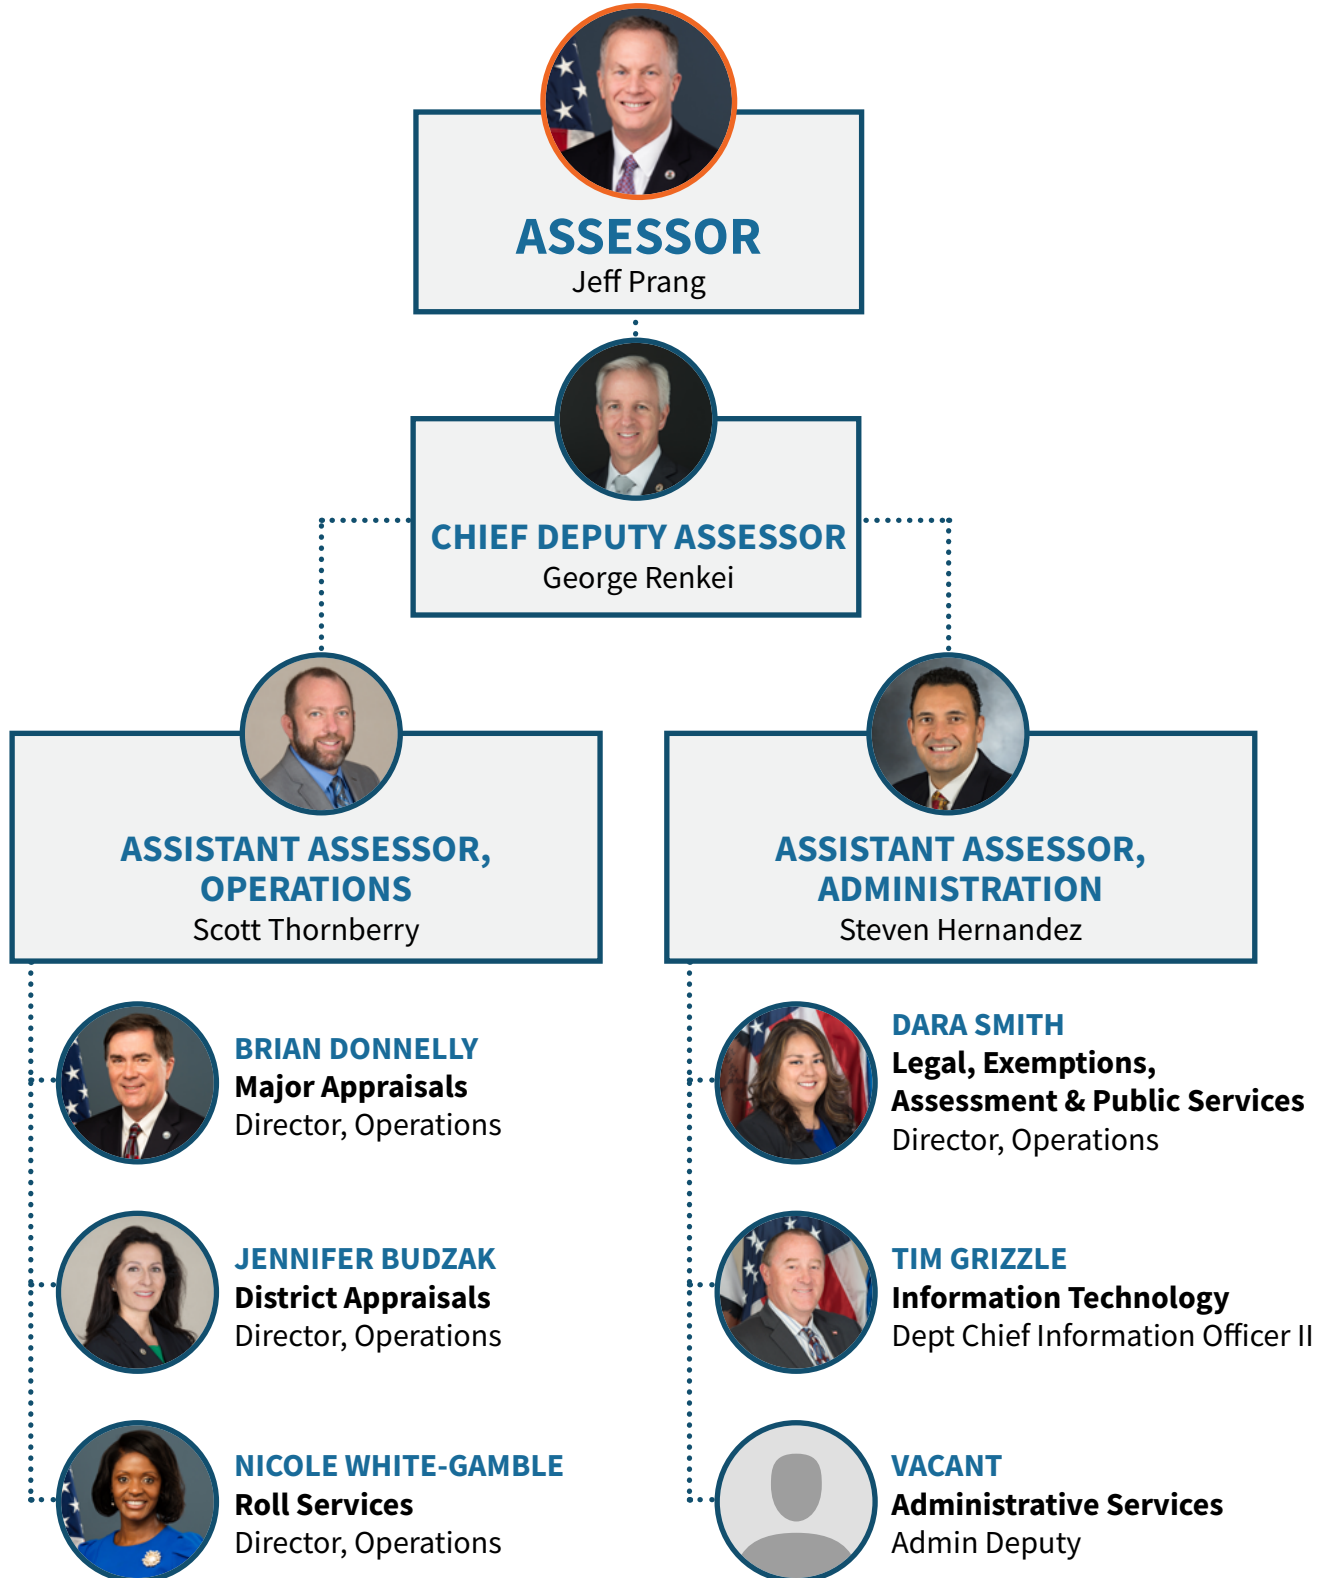 ASSESSOR
Jeff Prang
CHIEF DEPUTY ASSESSOR
George Renkei
ASSISTANT ASSESSOR,
OPERATIONS
Scott Thornberry
BRIAN DONNELLY
Major Appraisals
Director, Operations
JENNIFER BUDZAK
District Appraisals
Director, Operations
NICOLE WHITE-GAMBLE
Roll Services
Director, Operations
ASSISTANT ASSESSOR,
ADMINISTRATION
Steven Hernandez
DARA SMITH
Legal, Exemptions,
Assessment & Public Services
Director, Operations
TIM GRIZZLE
Information Technology
Dept Chief Information Officer II
VACANT
Administrative Services
Admin Deputy